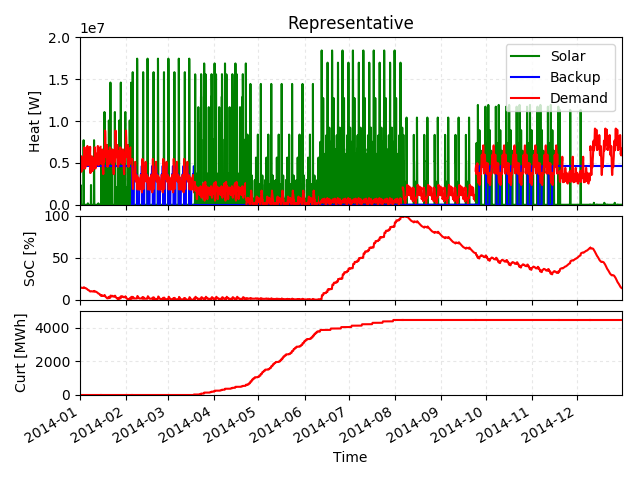 Representative
1e7
2.0
1.5
1.0
0.5
0.0
Heat [W]
Solar
Backup
Demand
100
50
0
SoC [%]
4000
2000
0
Curt [MWh]
2014-01
2014-02
2014-03
2014-04
2014-05
2014-06
2014-07
2014-08
2014-09
2014-10
2014-11
2014-12
Time